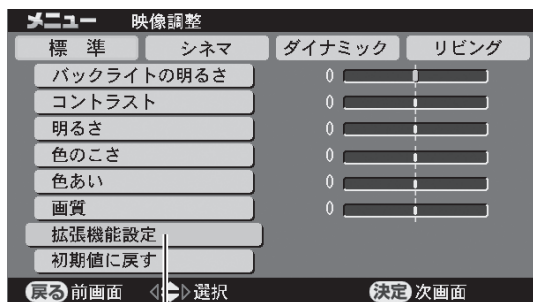 メニュー 映像調整
標準 シネマ ダイナミック リビング
バックライトの明るさ 0
コントラスト 0
明るさ 0
色のこさ 0
色あい 0
画質 0
拡張機能設定
初期値に戻す
戻る 前画面 選択 決定 次画面